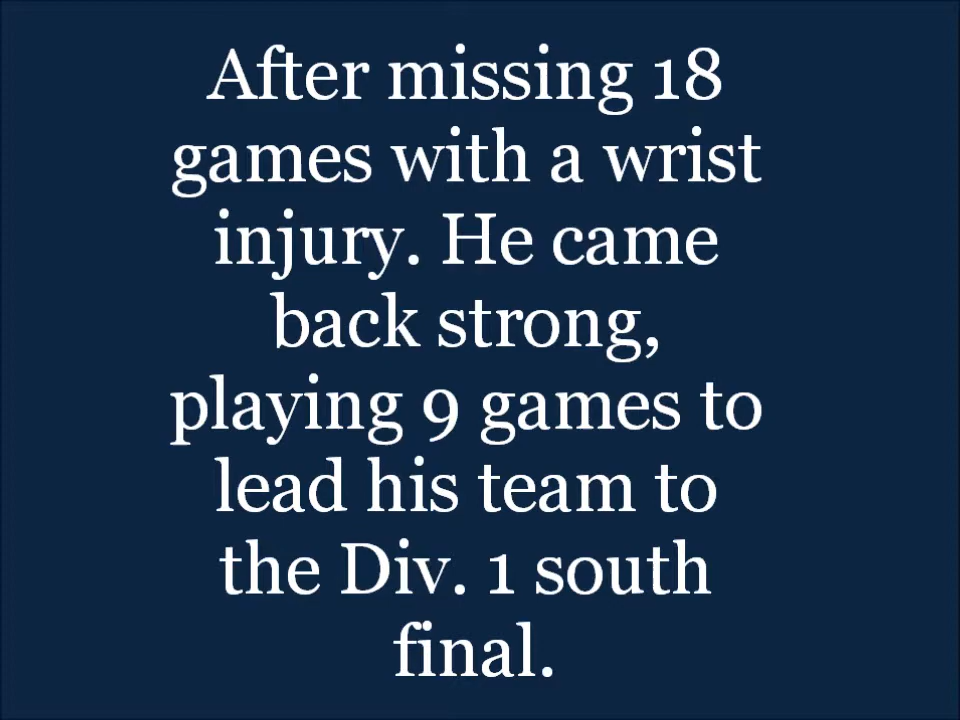 After missing 18
games with a wrist
injury. He came
back strong,
playing 9 games to
lead his team to
the Div. 1 south
final.